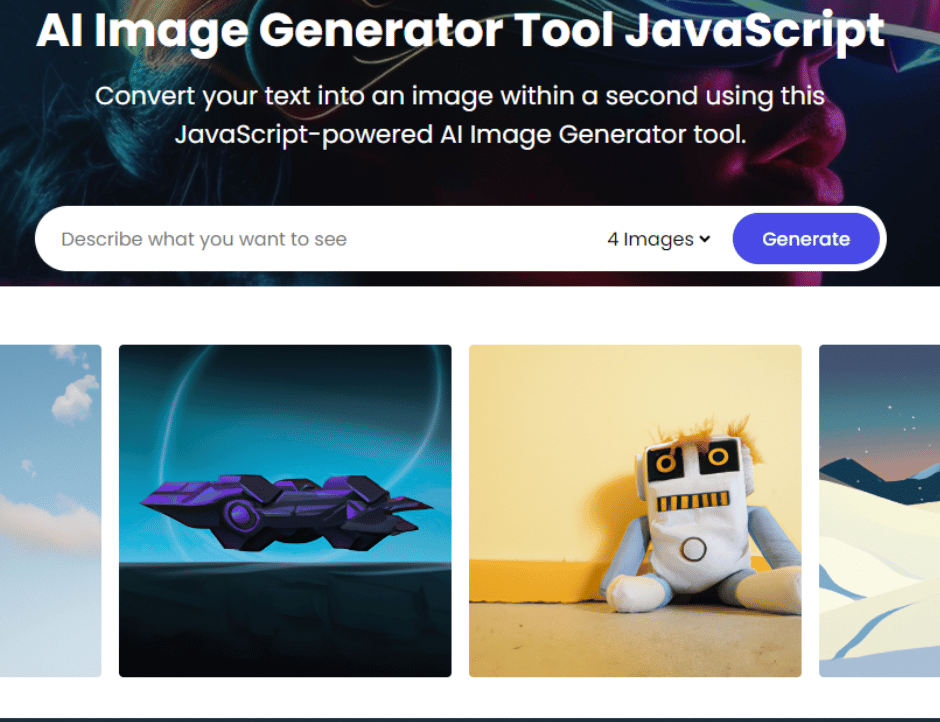 AI Image Generator Tool JavaScript
Convert your text into an image within a second using this
JavaScript-powered AI Image Generator tool.
Describe what you want to see
4 Images
Generate